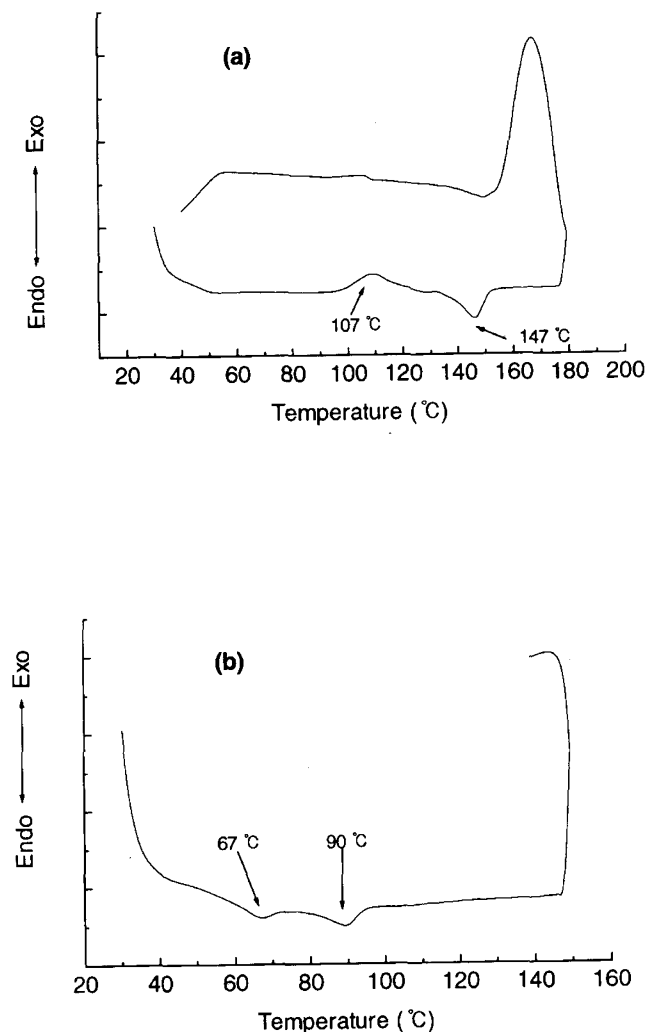 (a)
Endo ⟷ Exo
107 ℃
147 ℃
20 40 60 80 100 120 140 160 180 200
Temperature (℃)
(b)
Endo ⟷ Exo
67 ℃
90 ℃
20 40 60 80 100 120 140 160
Temperature (℃)